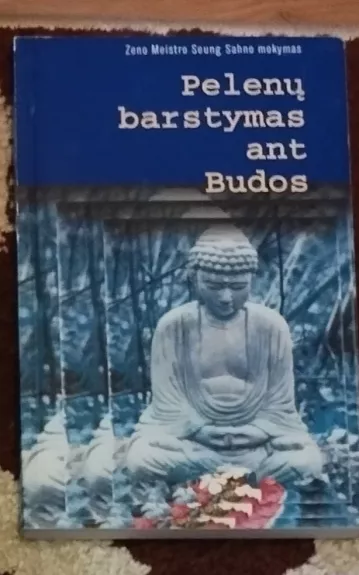 Zeno Meistro Seung Sahno mokymas
Pelenų
barstymas
ant
Budos